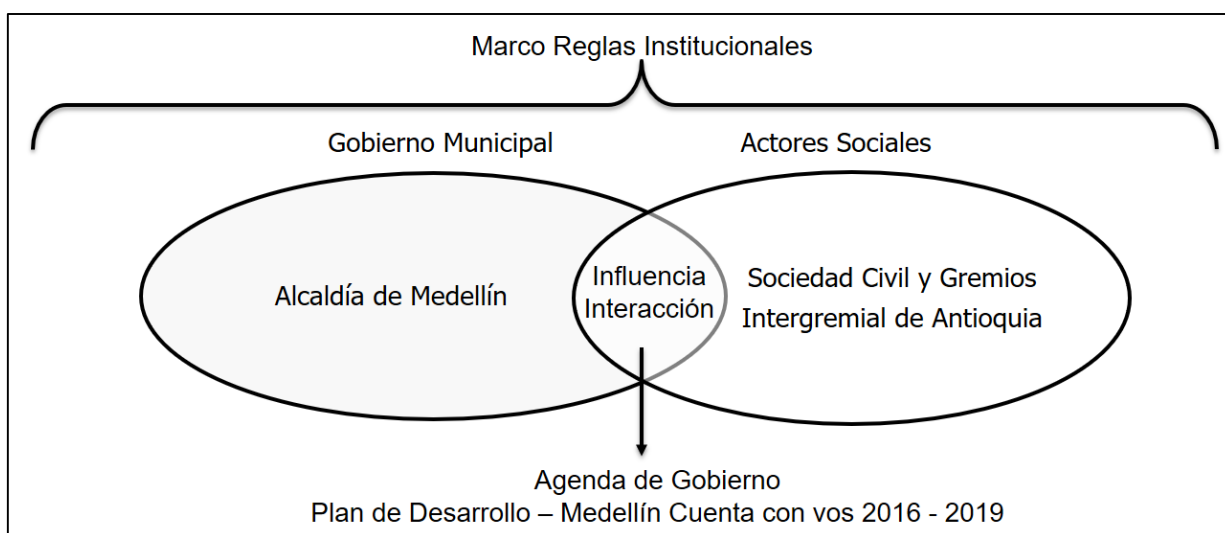 Marco Reglas Institucionales
Gobierno Municipal
Actores Sociales
Alcaldía de Medellín
Influencia
Interacción
Sociedad Civil y Gremios
Intergremial de Antioquia
Agenda de Gobierno
Plan de Desarrollo – Medellín Cuenta con vos 2016 - 2019